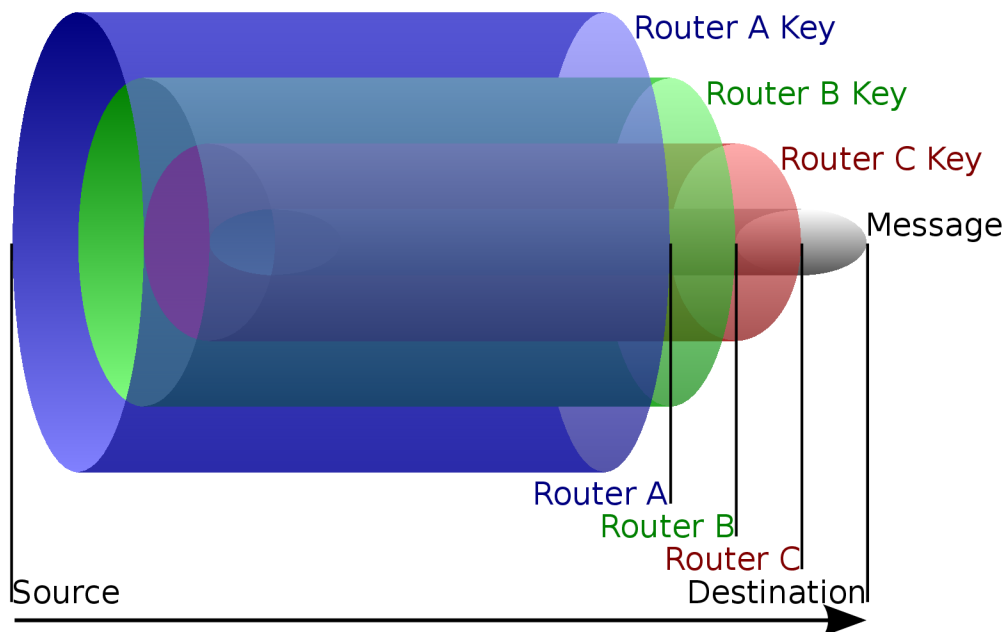 Router A Key
Router B Key
Router C Key
Message
Router A
Router B
Router C
Source
Destination